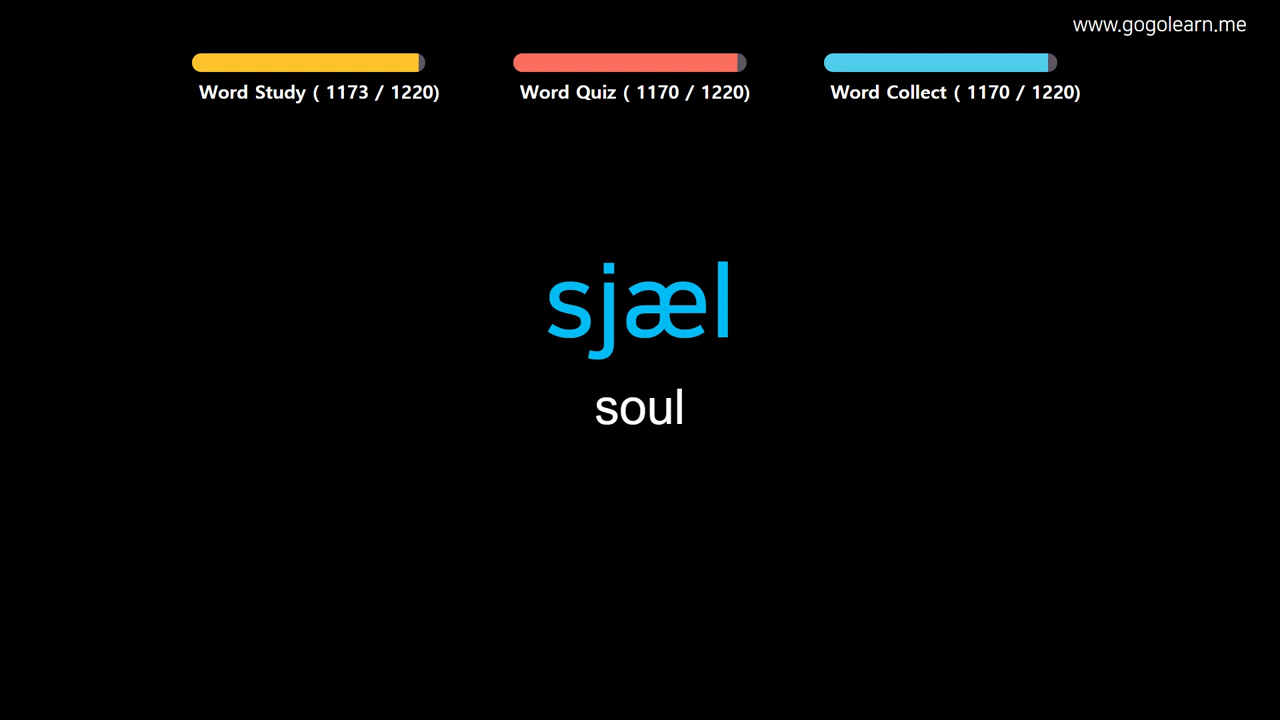 www.gogolearn.me
Word Study ( 1173 / 1220)
Word Quiz ( 1170 / 1220)
Word Collect ( 1170 / 1220)
sjæl
soul